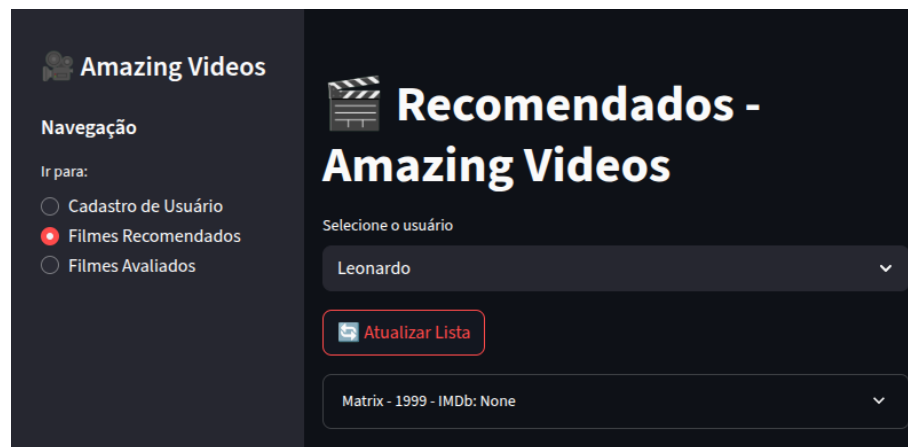 Amazing Videos
Navegação
Ir para:
Cadastro de Usuário
Filmes Recomendados
Filmes Avaliados
Recomendados -
Amazing Videos
Selecione o usuário
Leonardo
Atualizar Lista
Matrix - 1999 - IMDb: None